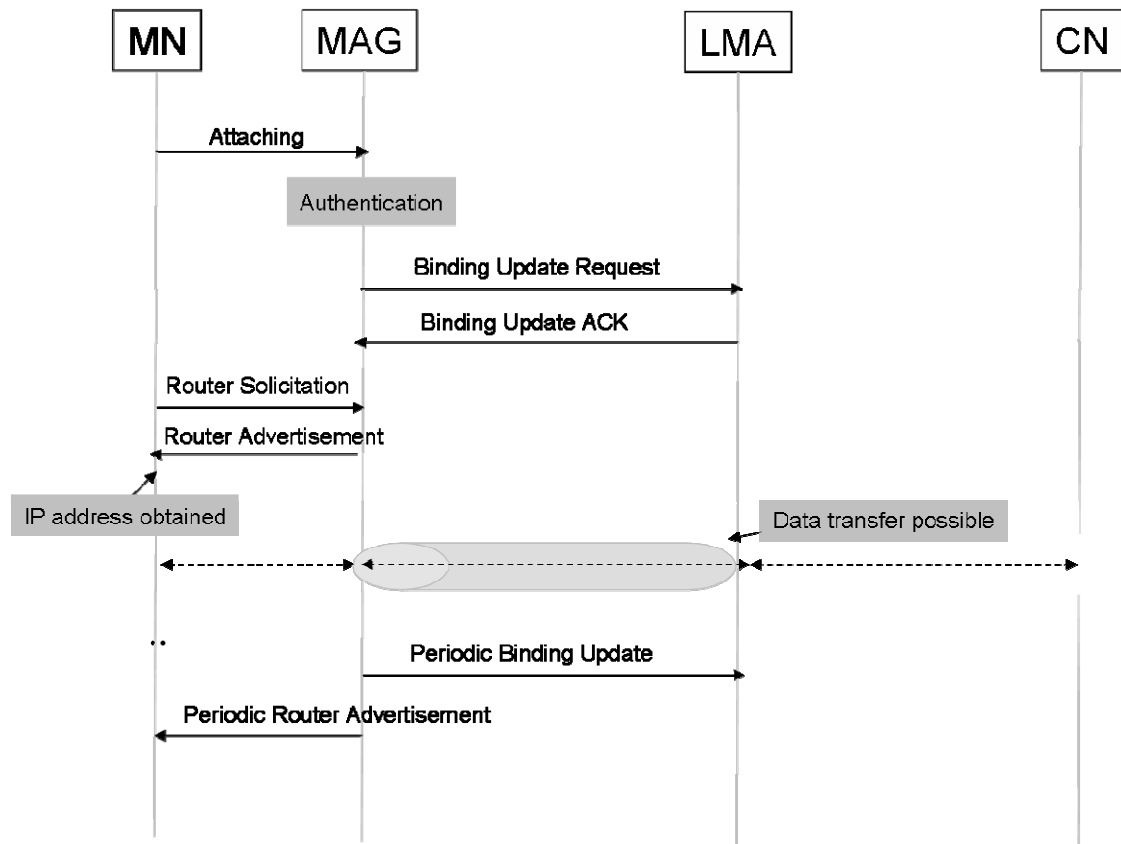 MN
MAG
LMA
CN
Attaching
Authentication
Binding Update Request
Binding Update ACK
Router Solicitation
Router Advertisement
IP address obtained
Data transfer possible
..
Periodic Binding Update
Periodic Router Advertisement